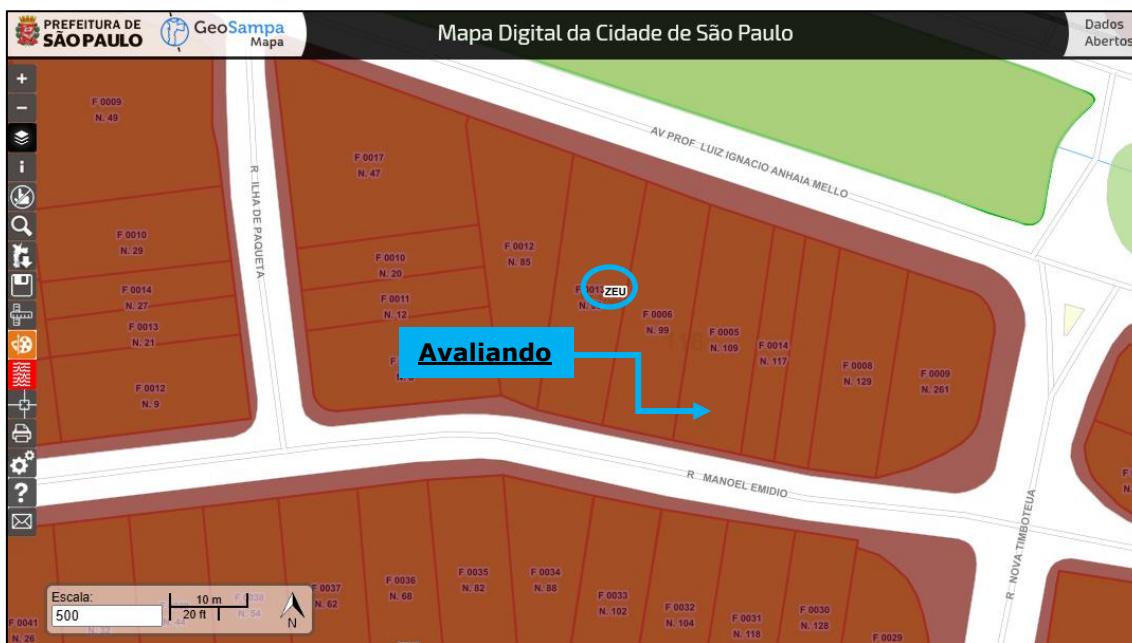 PREFEITURA DE
SÃO PAULO
GeoSampa
Mapa
Mapa Digital da Cidade de São Paulo
Dados
Abertos
F 0009
N. 49
F 0010
N. 29
F 0014
N. 27
F 0013
N. 21
F 0012
N. 9
R ILHA DE PAQUETA
F 0017
N. 47
F 0010
N. 20
F 0011
N. 12
F 0012
N. 85
F 0013
ZEU
F 0006
N. 99
F 0005
N. 109
F 0014
N. 117
F 0008
N. 129
F 0009
N. 261
AV PROF LUIZ IGNACIO ANHAIA MELLO
Avaliando
R MANOEL EMIDIO
R NOVA TIMBOTEUA
F 0041
N. 26
N. 54
F 0037
N. 62
F 0036
N. 68
F 0035
N. 82
F 0034
N. 88
F 0033
N. 102
F 0032
N. 104
F 0031
N. 118
F 0030
N. 128
F 0029
Escala:
500
10 m
20 ft
N